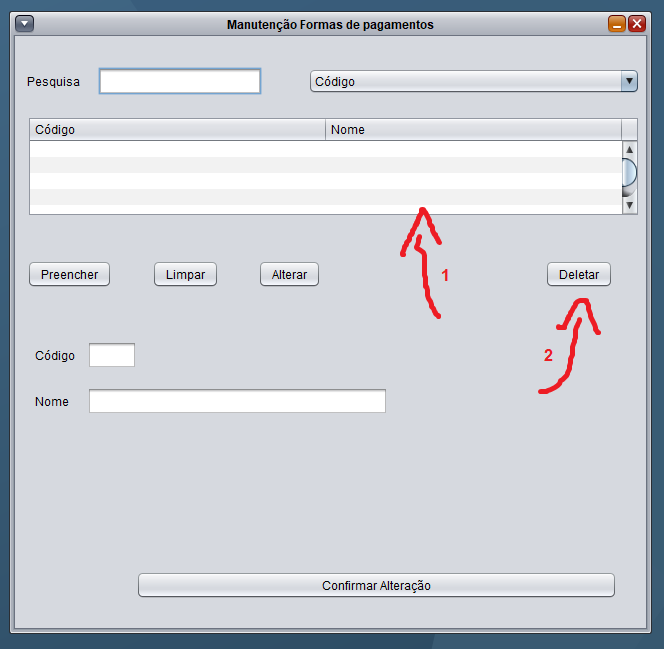 Manutenção Formas de pagamentos
Pesquisa Código
Código Nome
1
Preencher Limpar Alterar Deletar
2
Código
Nome
Confirmar Alteração